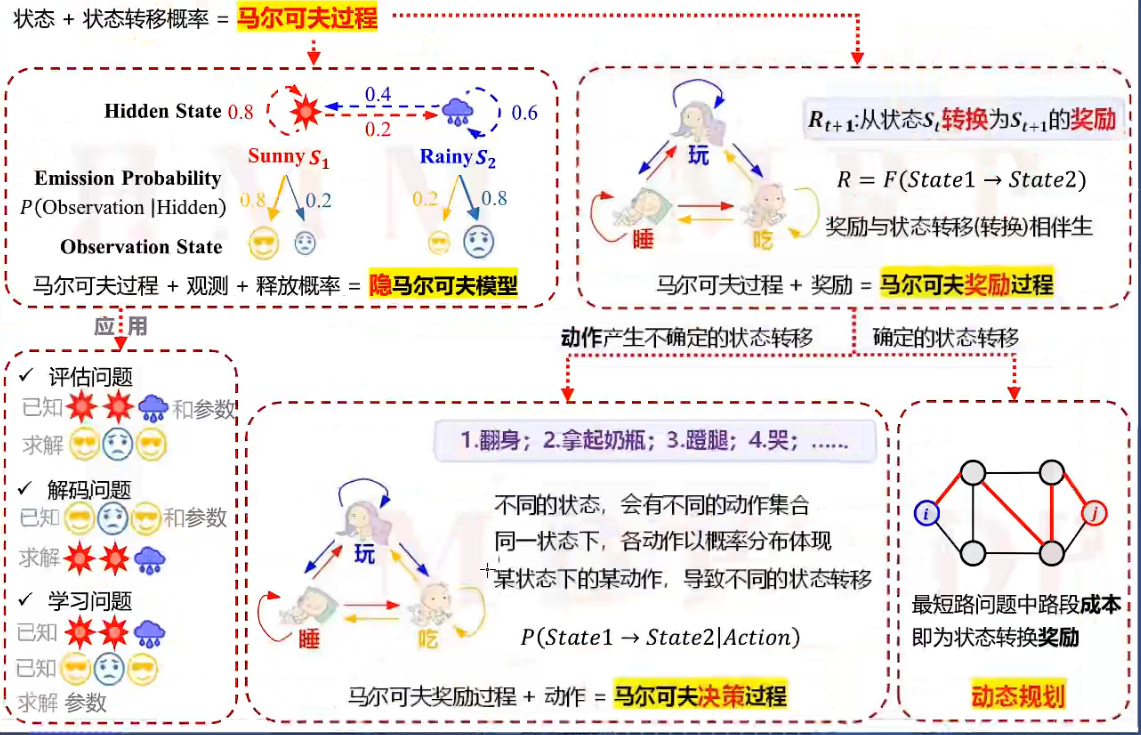 状态 + 状态转移概率 = 马尔可夫过程
Hidden State 0.8
0.4
0.2
0.6
Sunny S₁
Rainy S₂
Emission Probability
P(Observation |Hidden)
0.8
0.2
0.2
0.8
Observation State
马尔可夫过程 + 观测 + 释放概率 = 隐马尔可夫模型
玩
睡
吃
Rₜ₊₁:从状态Sₜ转换为Sₜ₊₁的奖励
R = F(State1 → State2)
奖励与状态转移(转换)相伴生
马尔可夫过程 + 奖励 = 马尔可夫奖励过程
应 用
动作产生不确定的状态转移
确定的状态转移
✓ 评估问题
已知 和参数
求解
✓ 解码问题
已知 和参数
求解
✓ 学习问题
已知
已知
求解 参数
1.翻身；2.拿起奶瓶；3.蹬腿；4.哭；……
玩
睡
吃
不同的状态，会有不同的动作集合
同一状态下，各动作以概率分布体现
某状态下的某动作，导致不同的状态转移
P(State1 → State2|Action)
马尔可夫奖励过程 + 动作 = 马尔可夫决策过程
i
j
最短路问题中路段成本
即为状态转换奖励
动态规划